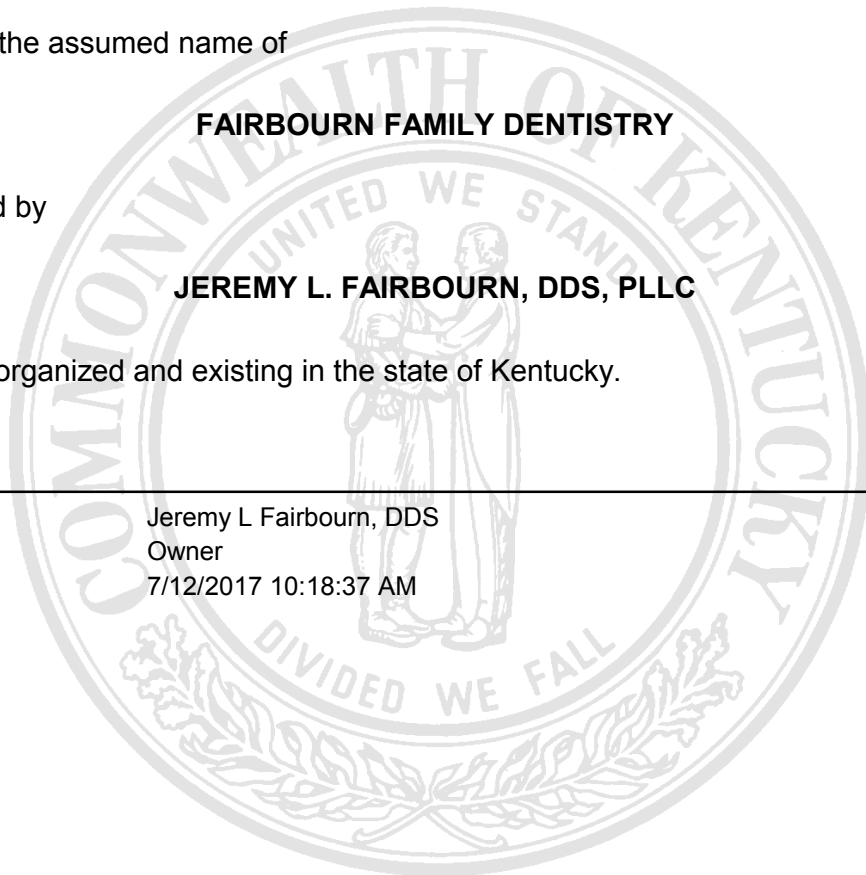 the assumed name of
FAIRBOURN FAMILY DENTISTRY
d by
JEREMY L. FAIRBOURN, DDS, PLLC
organized and existing in the state of Kentucky.
Jeremy L Fairbourn, DDS
Owner
7/12/2017 10:18:37 AM
COMMONWEALTH OF KENTUCKY
UNITED WE STAND
DIVIDED WE FALL